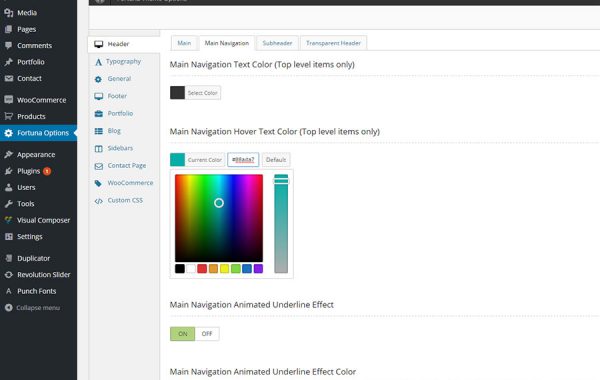 Fortuna Theme Options
Media
Pages
Comments
Portfolio
Contact
WooCommerce
Products
Fortuna Options
Appearance
Plugins 1
Users
Tools
Visual Composer
Settings
Duplicator
Revolution Slider
Punch Fonts
Collapse menu
Header
Typography
General
Footer
Portfolio
Blog
Sidebars
Contact Page
WooCommerce
Custom CSS
Main
Main Navigation
Subheader
Transparent Header
Main Navigation Text Color (Top level items only)
Select Color
Main Navigation Hover Text Color (Top level items only)
Current Color
Default
Main Navigation Animated Underline Effect
ON
OFF
Main Navigation Animated Underline Effect Color